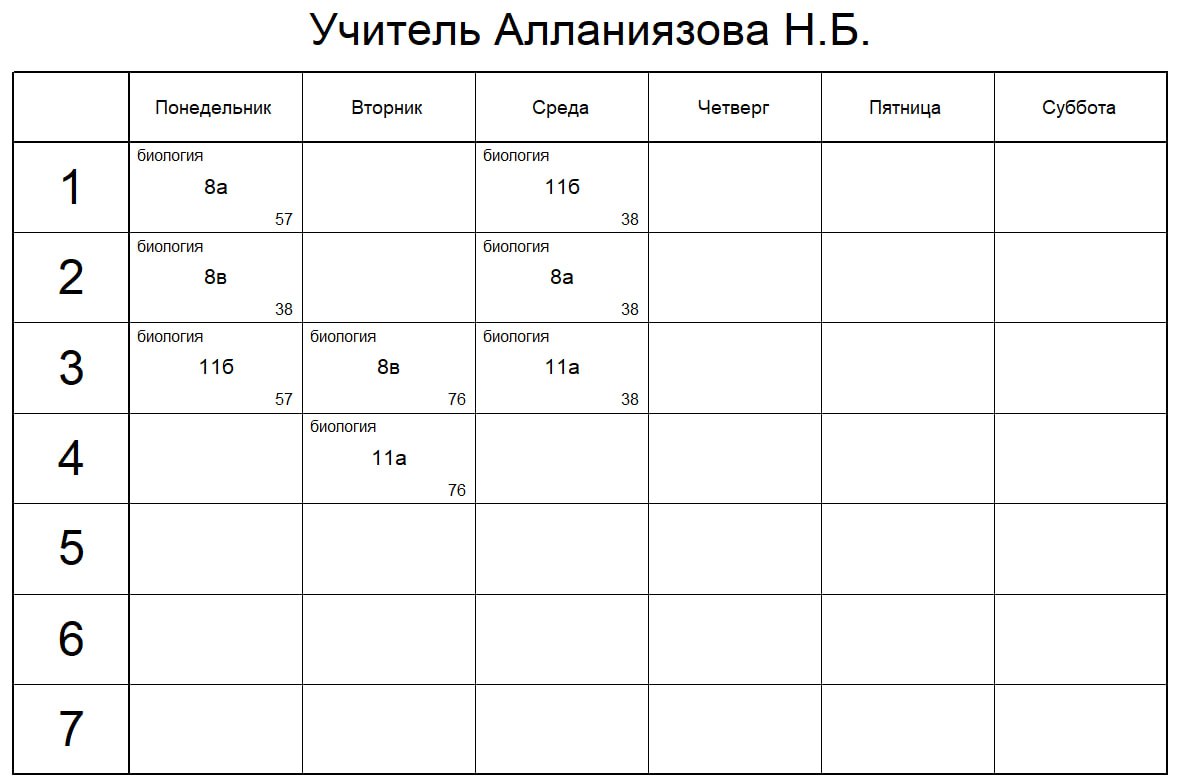 Учитель Алланиязова Н.Б.
Понедельник Вторник Среда Четверг Пятница Суббота
1
биология
8а
57
биология
11б
38
2
биология
8в
38
биология
8а
38
3
биология
11б
57
биология
8в
76
биология
11а
38
4
биология
11а
76
5
6
7